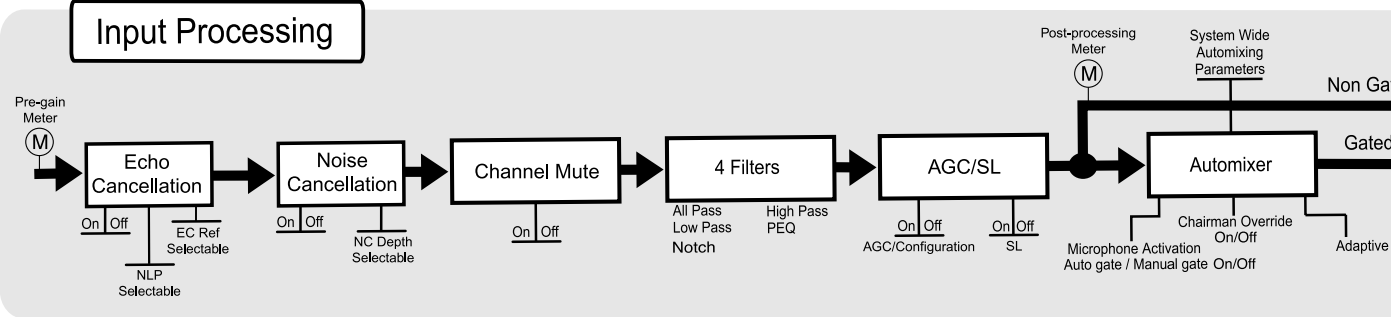 Input Processing
Pre-gain
Meter
M
Echo
Cancellation
On Off
NLP
Selectable
EC Ref
Selectable
Noise
Cancellation
On Off
NC Depth
Selectable
Channel Mute
On Off
4 Filters
All Pass
Low Pass
Notch
High Pass
PEQ
AGC/SL
On Off
AGC/Configuration
On Off
SL
Post-processing
Meter
M
System Wide
Automixing
Parameters
Automixer
Microphone Activation
Auto gate / Manual gate On/Off
Chairman Override
On/Off
Adaptive
Non Ga
Gated